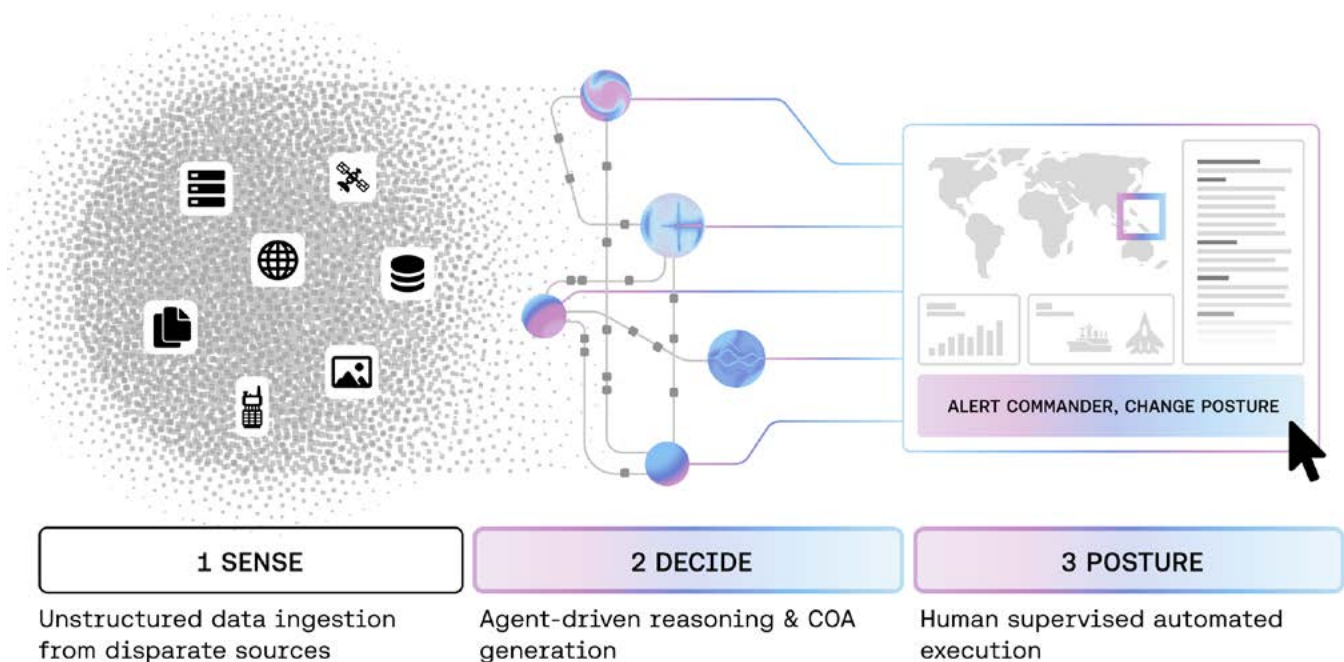 ALERT COMMANDER, CHANGE POSTURE
1 SENSE
2 DECIDE
3 POSTURE
Unstructured data ingestion
from disparate sources
Agent-driven reasoning & COA
generation
Human supervised automated
execution